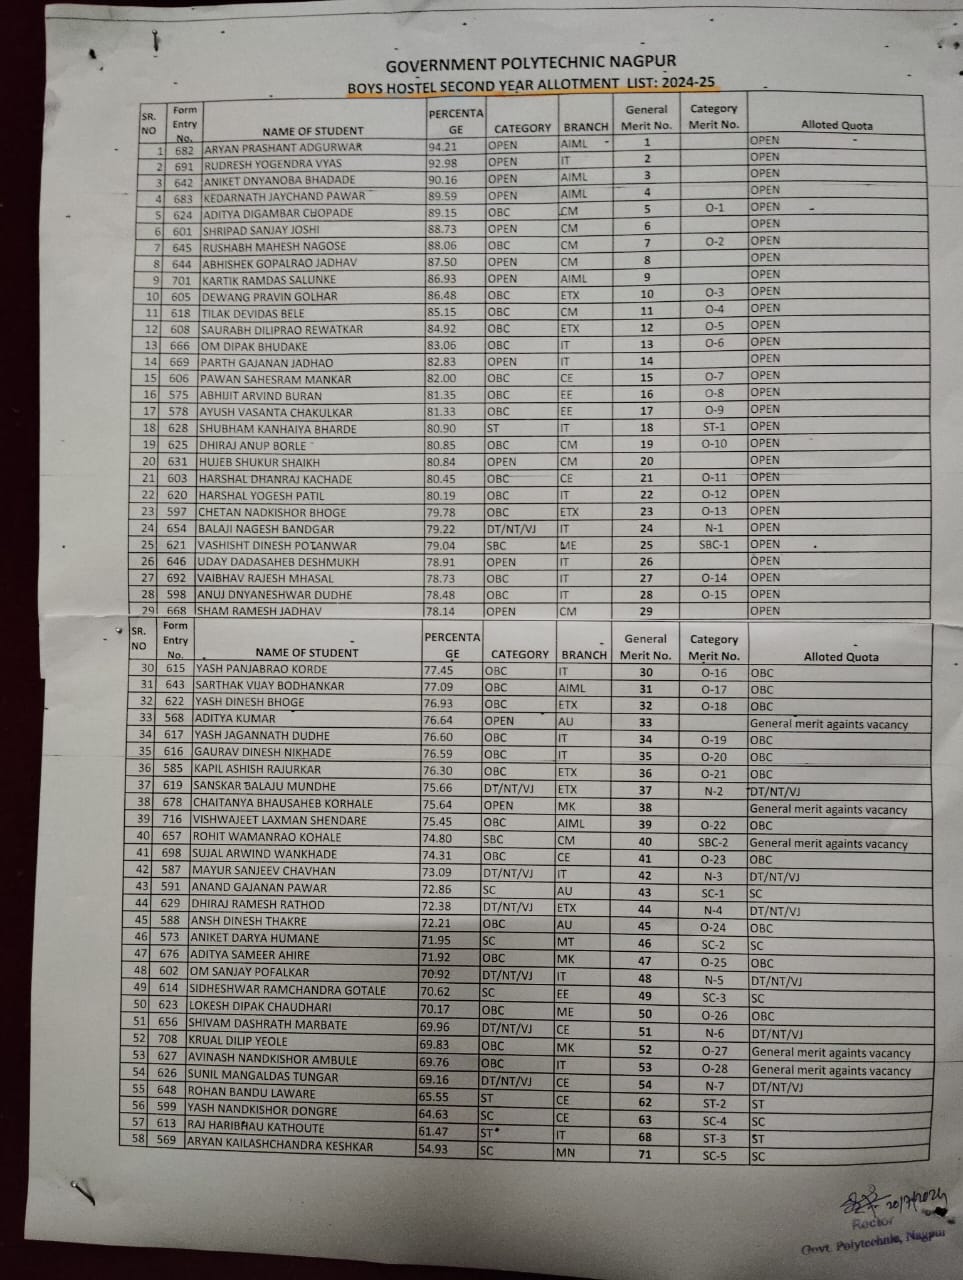 GOVERNMENT POLYTECHNIC NAGPUR
BOYS HOSTEL SECOND YEAR ALLOTMENT LIST: 2024-25
SR. NO Form Entry No. NAME OF STUDENT PERCENTA GE CATEGORY BRANCH General Merit No. Category Merit No. Alloted Quota
1 682 ARYAN PRASHANT ADGURWAR 94.21 OPEN AIML 1 OPEN
2 691 RUDRESH YOGENDRA VYAS 92.98 OPEN IT 2 OPEN
3 642 ANIKET DNYANOBA BHADADE 90.16 OPEN AIML 3 OPEN
4 683 KEDARNATH JAYCHAND PAWAR 89.59 OPEN AIML 4 OPEN
5 624 ADITYA DIGAMBAR CHOPADE 89.15 OBC CM 5 O-1 OPEN
6 601 SHRIPAD SANJAY JOSHI 88.73 OPEN CM 6 OPEN
7 645 RUSHABH MAHESH NAGOSE 88.06 OBC CM 7 O-2 OPEN
8 644 ABHISHEK GOPALRAO JADHAV 87.50 OPEN CM 8 OPEN
9 701 KARTIK RAMDAS SALUNKE 86.93 OPEN AIML 9 OPEN
10 605 DEWANG PRAVIN GOLHAR 86.48 OBC ETX 10 O-3 OPEN
11 618 TILAK DEVIDAS BELE 85.15 OBC CM 11 O-4 OPEN
12 608 SAURABH DILIPRAO REWATKAR 84.92 OBC ETX 12 O-5 OPEN
13 666 OM DIPAK BHUDAKE 83.06 OBC IT 13 O-6 OPEN
14 669 PARTH GAJANAN JADHAO 82.83 OPEN IT 14 OPEN
15 606 PAWAN SAHESRAM MANKAR 82.00 OBC CE 15 O-7 OPEN
16 575 ABHIJIT ARVIND BURAN 81.35 OBC EE 16 O-8 OPEN
17 578 AYUSH VASANTA CHAKULKAR 81.33 OBC EE 17 O-9 OPEN
18 628 SHUBHAM KANHAIYA BHARDE 80.90 ST IT 18 ST-1 OPEN
19 625 DHIRAJ ANUP BORLE 80.85 OBC CM 19 O-10 OPEN
20 631 HUJEB SHUKUR SHAIKH 80.84 OPEN CM 20 OPEN
21 603 HARSHAL DHANRAJ KACHADE 80.45 OBC CE 21 O-11 OPEN
22 620 HARSHAL YOGESH PATIL 80.19 OBC IT 22 O-12 OPEN
23 597 CHETAN NADKISHOR BHOGE 79.78 OBC ETX 23 O-13 OPEN
24 654 BALAJI NAGESH BANDGAR 79.22 DT/NT/VJ IT 24 N-1 OPEN
25 621 VASHISHT DINESH POTANWAR 79.04 SBC ME 25 SBC-1 OPEN
26 646 UDAY DADASAHEB DESHMUKH 78.91 OPEN IT 26 OPEN
27 692 VAIBHAV RAJESH MHASAL 78.73 OBC IT 27 O-14 OPEN
28 598 ANUJ DNYANESHWAR DUDHE 78.48 OBC IT 28 O-15 OPEN
29 668 SHAM RAMESH JADHAV 78.14 OPEN CM 29 OPEN
SR. NO Form Entry No. NAME OF STUDENT PERCENTA GE CATEGORY BRANCH General Merit No. Category Merit No. Alloted Quota
30 615 YASH PANJABRAO KORDE 77.45 OBC IT 30 O-16 OBC
31 643 SARTHAK VIJAY BODHANKAR 77.09 OBC AIML 31 O-17 OBC
32 622 YASH DINESH BHOGE 76.93 OBC ETX 32 O-18 OBC
33 568 ADITYA KUMAR 76.64 OPEN AU 33 General merit againts vacancy
34 617 YASH JAGANNATH DUDHE 76.60 OBC IT 34 O-19 OBC
35 616 GAURAV DINESH NIKHADE 76.59 OBC IT 35 O-20 OBC
36 585 KAPIL ASHISH RAJURKAR 76.30 OBC ETX 36 O-21 OBC
37 619 SANSKAR BALAJU MUNDHE 75.66 DT/NT/VJ ETX 37 N-2 DT/NT/VJ
38 678 CHAITANYA BHAUSAHEB KORHALE 75.64 OPEN MK 38 General merit againts vacancy
39 716 VISHWAJEET LAXMAN SHENDARE 75.45 OBC AIML 39 O-22 OBC
40 657 ROHIT WAMANRAO KOHALE 74.80 SBC CM 40 SBC-2 General merit againts vacancy
41 698 SUJAL ARWIND WANKHADE 74.31 OBC CE 41 O-23 OBC
42 587 MAYUR SANJEEV CHAVHAN 73.09 DT/NT/VJ IT 42 N-3 DT/NT/VJ
43 591 ANAND GAJANAN PAWAR 72.86 SC AU 43 SC-1 SC
44 629 DHIRAJ RAMESH RATHOD 72.38 DT/NT/VJ ETX 44 N-4 DT/NT/VJ
45 588 ANSH DINESH THAKRE 72.21 OBC AU 45 O-24 OBC
46 573 ANIKET DARYA HUMANE 71.95 SC MT 46 SC-2 SC
47 676 ADITYA SAMEER AHIRE 71.92 OBC MK 47 O-25 OBC
48 602 OM SANJAY POFALKAR 70.92 DT/NT/VJ IT 48 N-5 DT/NT/VJ
49 614 SIDHESHWAR RAMCHANDRA GOTALE 70.62 SC EE 49 SC-3 SC
50 623 LOKESH DIPAK CHAUDHARI 70.17 OBC ME 50 O-26 OBC
51 656 SHIVAM DASHRATH MARBATE 69.96 DT/NT/VJ CE 51 N-6 DT/NT/VJ
52 708 KRUAL DILIP YEOLE 69.83 OBC MK 52 O-27 General merit againts vacancy
53 627 AVINASH NANDKISHOR AMBULE 69.76 OBC IT 53 O-28 General merit againts vacancy
54 626 SUNIL MANGALDAS TUNGAR 69.16 DT/NT/VJ CE 54 N-7 DT/NT/VJ
55 648 ROHAN BANDU LAWARE 65.55 ST CE 62 ST-2 ST
56 599 YASH NANDKISHOR DONGRE 64.63 SC CE 63 SC-4 SC
57 613 RAJ HARIBHAU KATHOUTE 61.47 ST IT 68 ST-3 ST
58 569 ARYAN KAILASHCHANDRA KESHKAR 54.93 SC MN 71 SC-5 SC
20/7/2024
Rector
Govt. Polytechnic, Nagpur